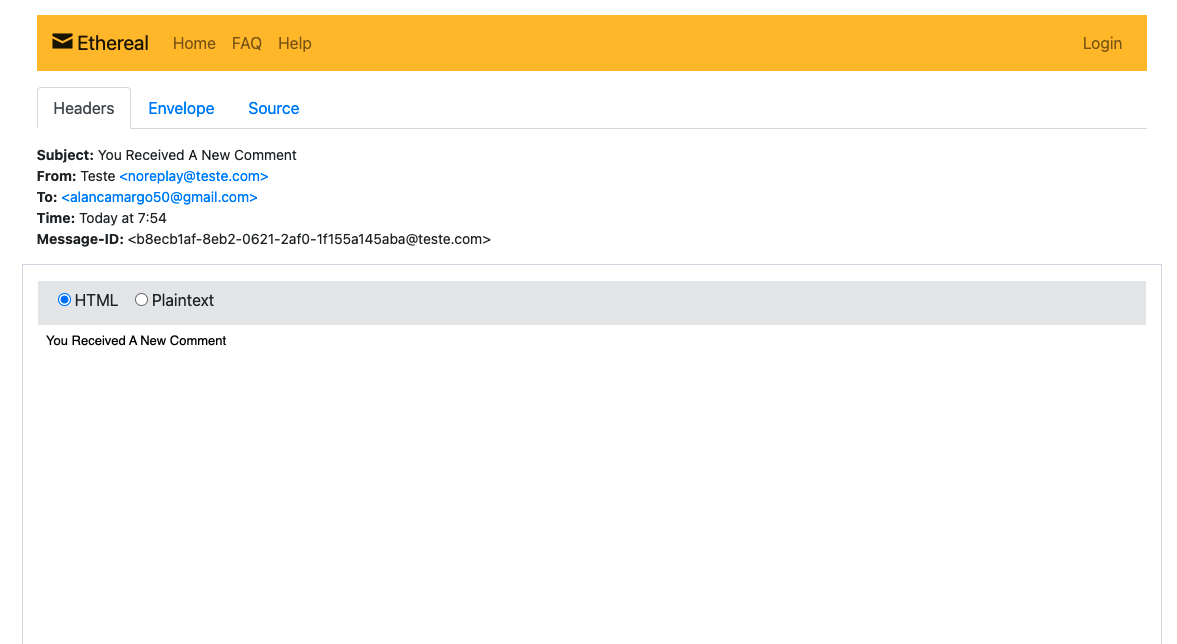 Ethereal Home FAQ Help Login
Headers Envelope Source
Subject: You Received A New Comment
From: Teste <noreplay@teste.com>
To: <alancamargo50@gmail.com>
Time: Today at 7:54
Message-ID: <b8ecb1af-8eb2-0621-2af0-1f155a145aba@teste.com>
HTML Plaintext
You Received A New Comment